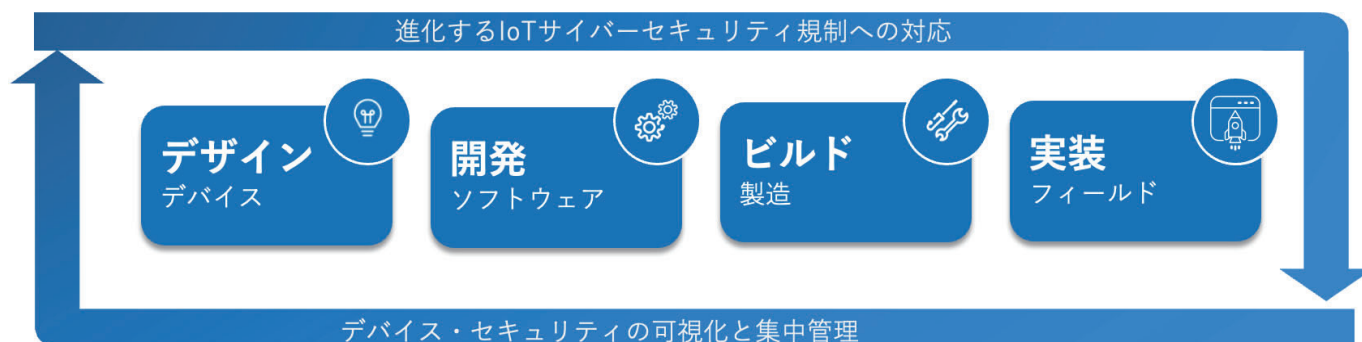 進化するIoTサイバーセキュリティ規制への対応
デザイン
デバイス
開発
ソフトウェア
ビルド
製造
実装
フィールド
デバイス・セキュリティの可視化と集中管理